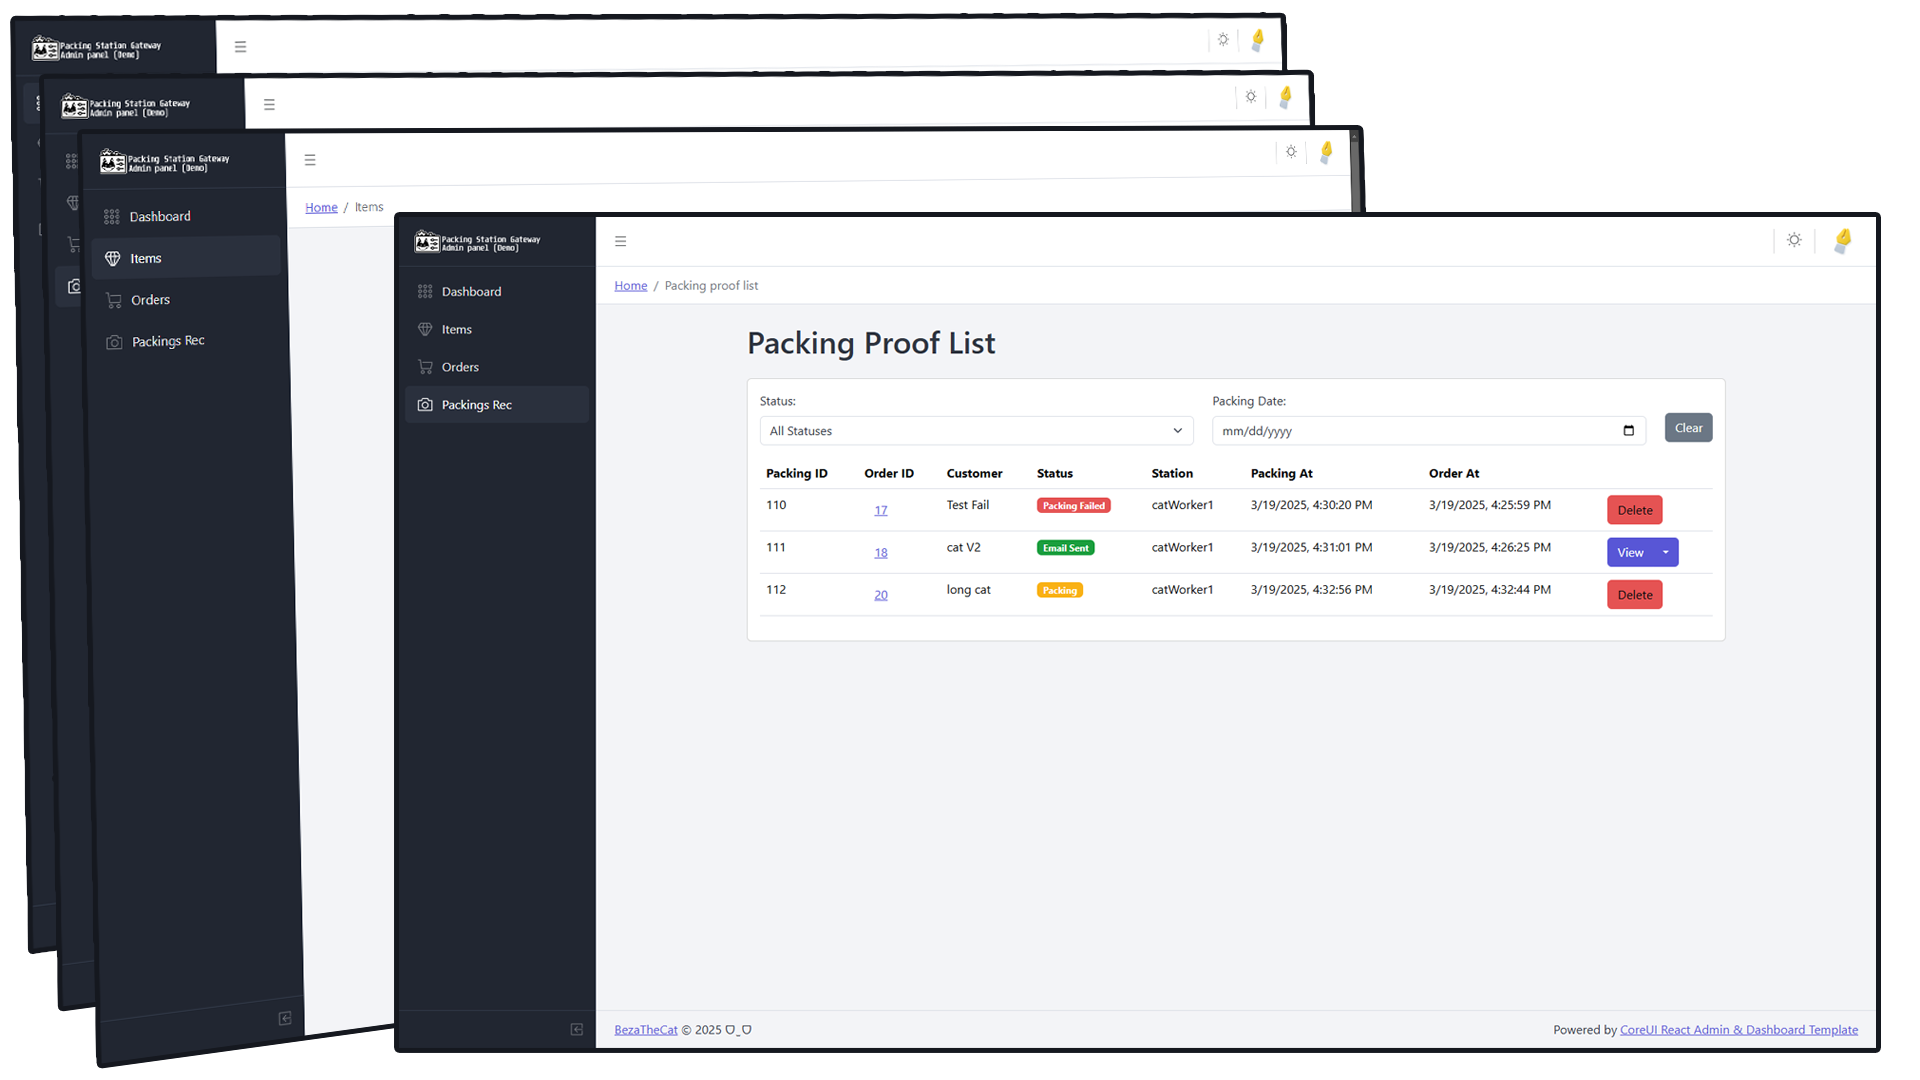 Packing Station Gateway
Admin panel [Demo]
Packing Station Gateway
Admin panel [Demo]
Packing Station Gateway
Admin panel [Demo]
Dashboard
Items
Orders
Packings Rec
Home / Items
Packing Station Gateway
Admin panel [Demo]
Dashboard
Items
Orders
Packings Rec
Home / Packing proof list
Packing Proof List
Status: Packing Date:
All Statuses mm/dd/yyyy Clear
Packing ID Order ID Customer Status Station Packing At Order At
110 17 Test Fail Packing Failed catWorker1 3/19/2025, 4:30:20 PM 3/19/2025, 4:25:59 PM Delete
111 18 cat V2 Email Sent catWorker1 3/19/2025, 4:31:01 PM 3/19/2025, 4:26:25 PM View
112 20 long cat Packing catWorker1 3/19/2025, 4:32:56 PM 3/19/2025, 4:32:44 PM Delete
BezaTheCat © 2025 ᗜ_ᗜ Powered by CoreUI React Admin & Dashboard Template